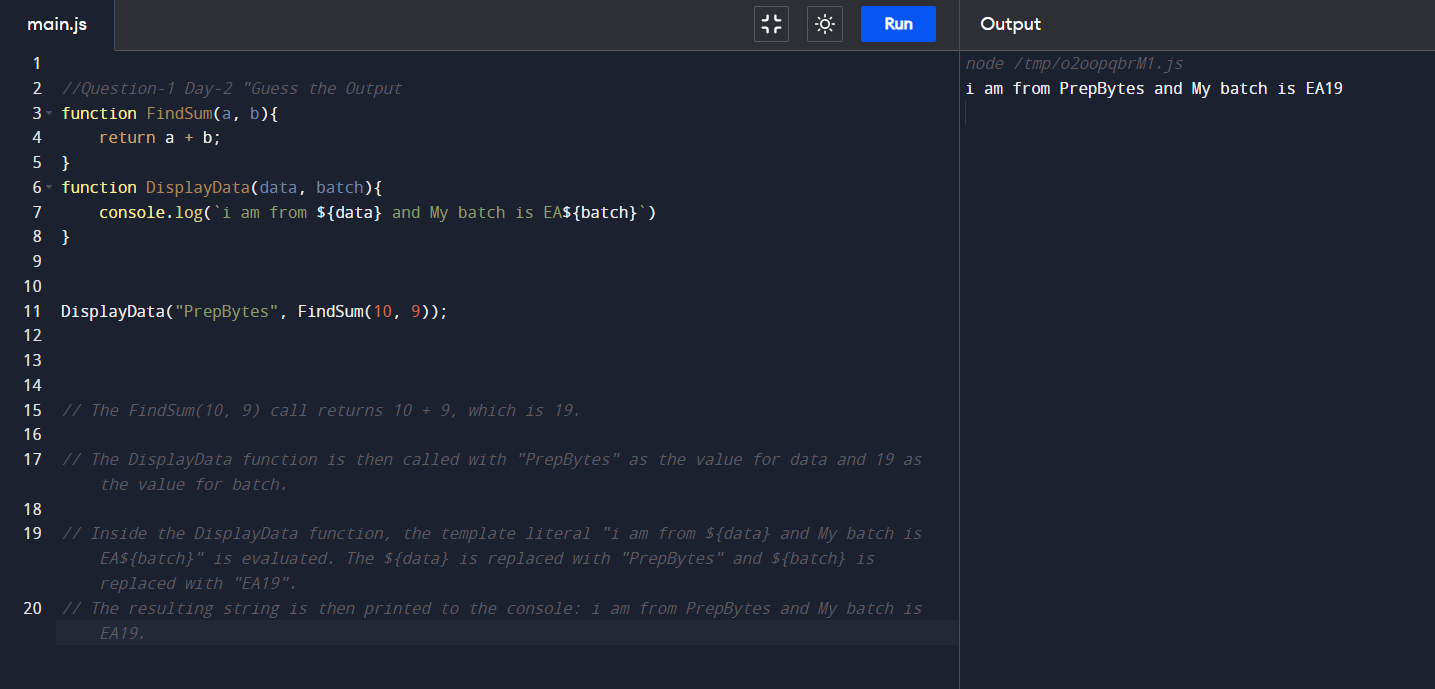 main.js
Run
Output
1
2 //Question-1 Day-2 "Guess the Output
3 function FindSum(a, b){
4 return a + b;
5 }
6 function DisplayData(data, batch){
7 console.log(`i am from ${data} and My batch is EA${batch}`)
8 }
9
10
11 DisplayData("PrepBytes", FindSum(10, 9));
12
13
14
15 // The FindSum(10, 9) call returns 10 + 9, which is 19.
16
17 // The DisplayData function is then called with "PrepBytes" as the value for data and 19 as
the value for batch.
18
19 // Inside the DisplayData function, the template literal "i am from ${data} and My batch is
EA${batch}" is evaluated. The ${data} is replaced with "PrepBytes" and ${batch} is
replaced with "EA19".
20 // The resulting string is then printed to the console: i am from PrepBytes and My batch is
EA19.
node /tmp/o2oopqbrM1.js
i am from PrepBytes and My batch is EA19